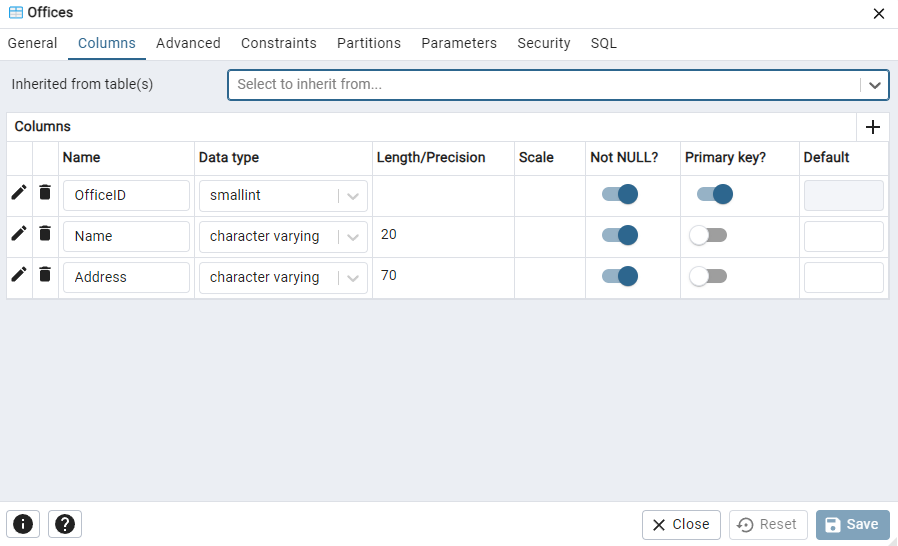 Offices
General Columns Advanced Constraints Partitions Parameters Security SQL
Inherited from table(s) Select to inherit from...
Columns
Name Data type Length/Precision Scale Not NULL? Primary key? Default
OfficeID smallint
Name character varying 20
Address character varying 70
Close Reset Save